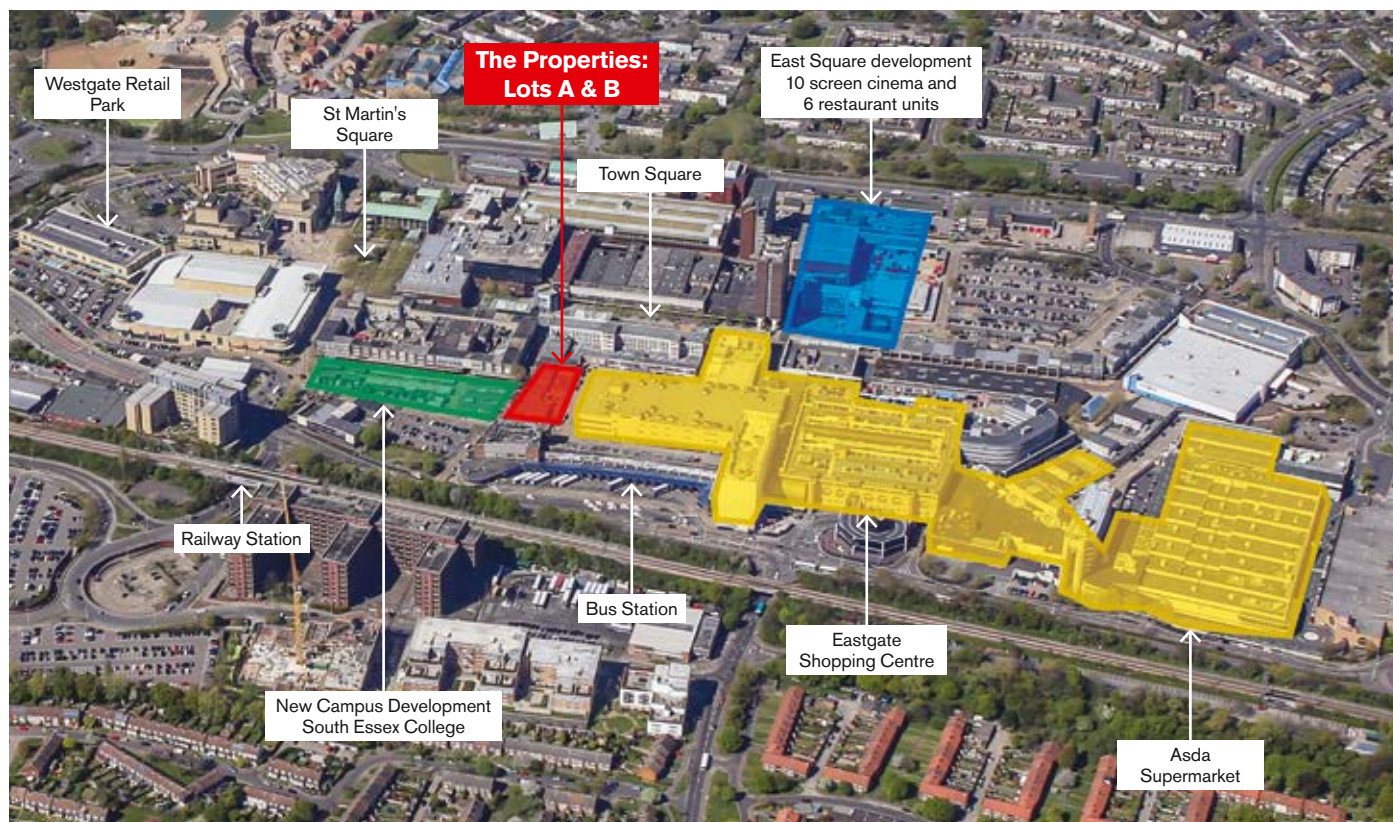 The Properties:
Lots A & B
East Square development
10 screen cinema and
6 restaurant units
Westgate Retail
Park
St Martin's
Square
Town Square
Railway Station
Bus Station
Eastgate
Shopping Centre
New Campus Development
South Essex College
Asda
Supermarket